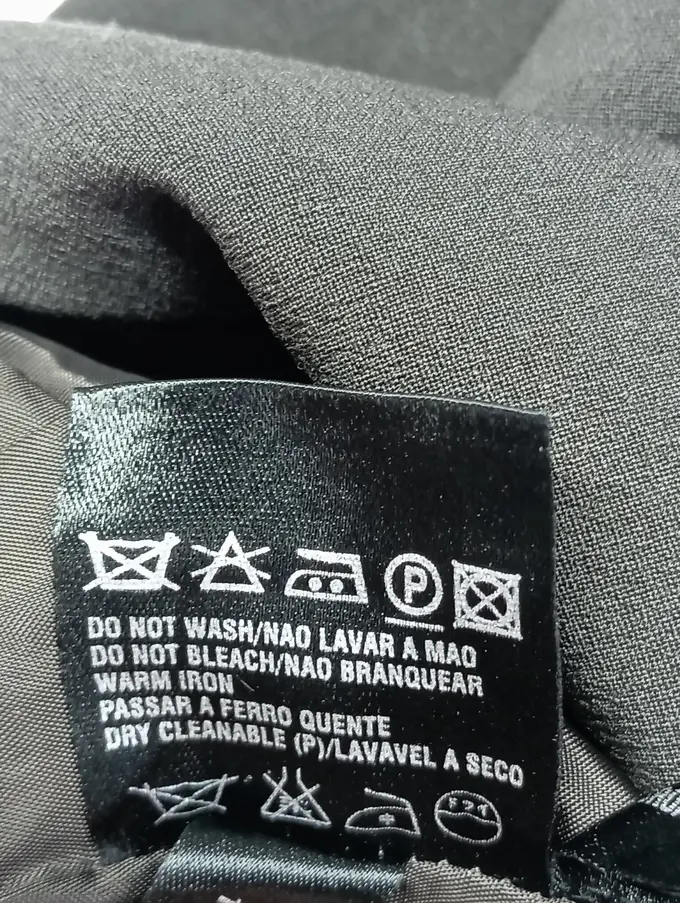 P
DO NOT WASH/NAO LAVAR A MAO
DO NOT BLEACH/NAO BRANQUEAR
WARM IRON
PASSAR A FERRO QUENTE
DRY CLEANABLE (P)/LAVAVEL A SECO